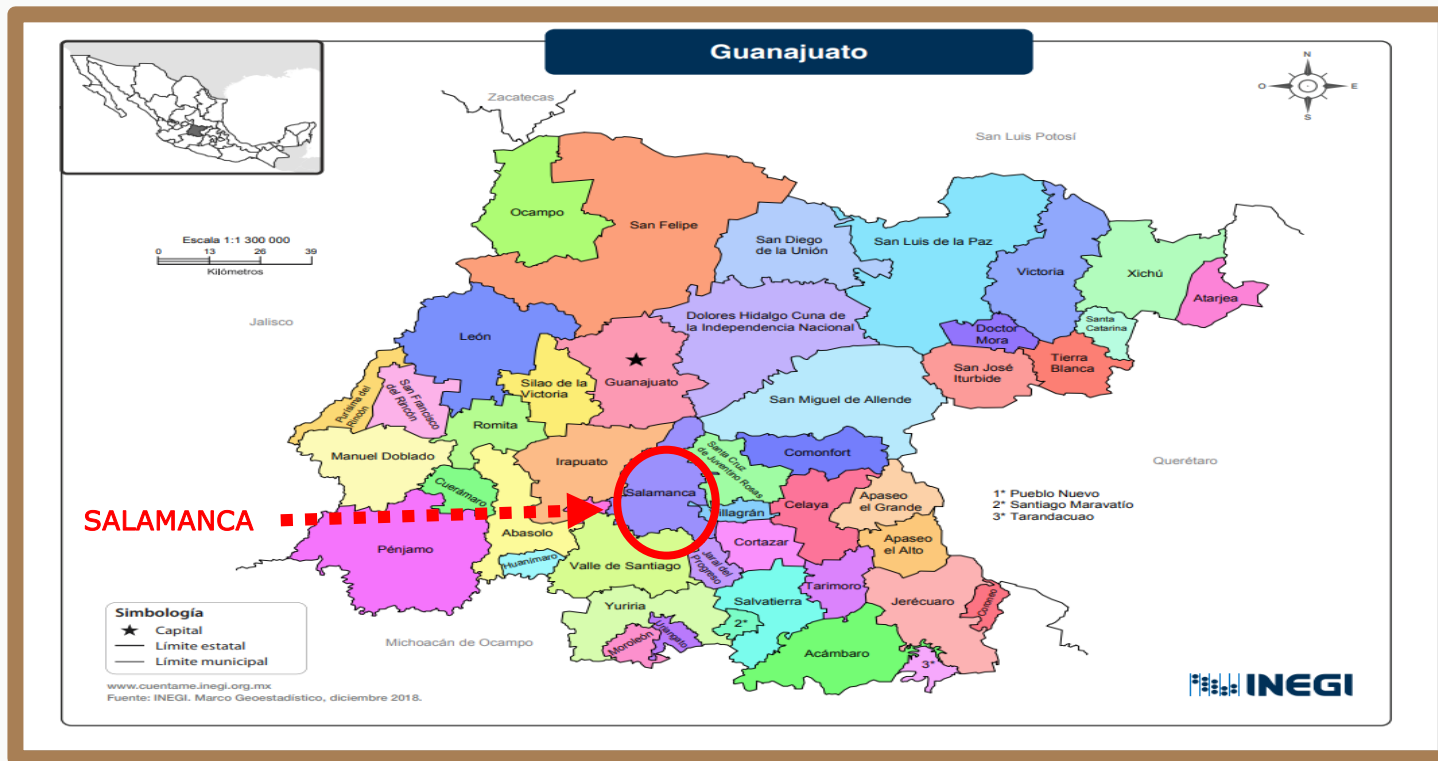 Guanajuato
N
O
E
S
Zacatecas
San Luis Potosí
Escala 1:1 300 000
0 13 26 39
Kilómetros
Jalisco
Ocampo
San Felipe
San Diego
de la Unión
San Luis de la Paz
Victoria
Xichú
Atarjea
León
Dolores Hidalgo Cuna de
la Independencia Nacional
Doctor
Mora
Santa
Catarina
Tierra
Blanca
San José
Iturbide
Purísima del
Rincón
San Francisco
del Rincón
Silao de la
Victoria
Guanajuato
San Miguel de Allende
Romita
Manuel Doblado
Irapuato
Santa Cruz
de Juventino Rosas
Comonfort
Querétaro
Cuerámaro
Salamanca
Villagrán
Celaya
Apaseo
el Grande
1* Pueblo Nuevo
2* Santiago Maravatío
3* Tarandacuao
SALAMANCA
Pénjamo
Abasolo
Huanímaro
Valle de Santiago
Jaral del
Progreso
Cortazar
Apaseo
el Alto
Yuriria
Salvatierra
Tarimoro
Jerécuaro
Coroneo
2*
Moroleón
Uriangato
Acámbaro
3*
Michoacán de Ocampo
Simbología
Capital
Límite estatal
Límite municipal
www.cuentame.inegi.org.mx
Fuente: INEGI. Marco Geoestadístico, diciembre 2018.
INEGI